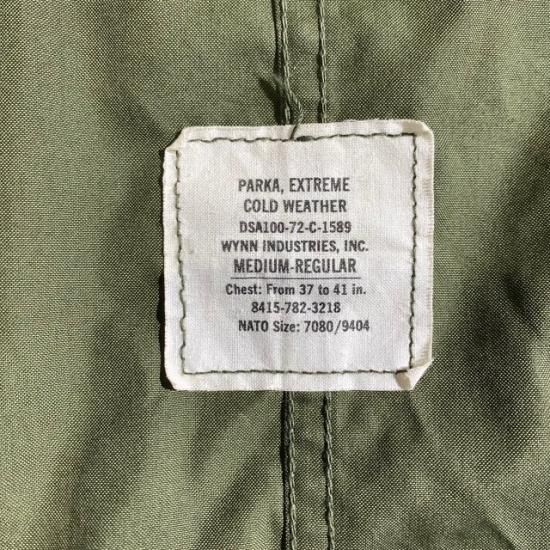 PARKA, EXTREME
COLD WEATHER
DSA100-72-C-1589
WYNN INDUSTRIES, INC.
MEDIUM-REGULAR
Chest: From 37 to 41 in.
8415-782-3218
NATO Size: 7080/9404